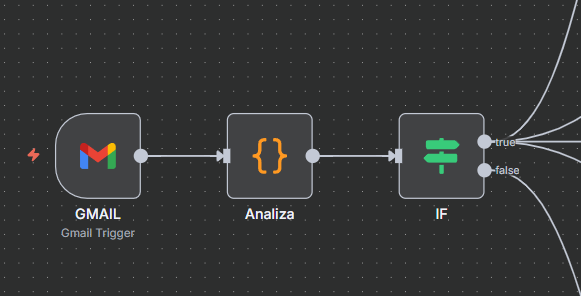 true
false
GMAIL
Gmail Trigger
Analiza
IF